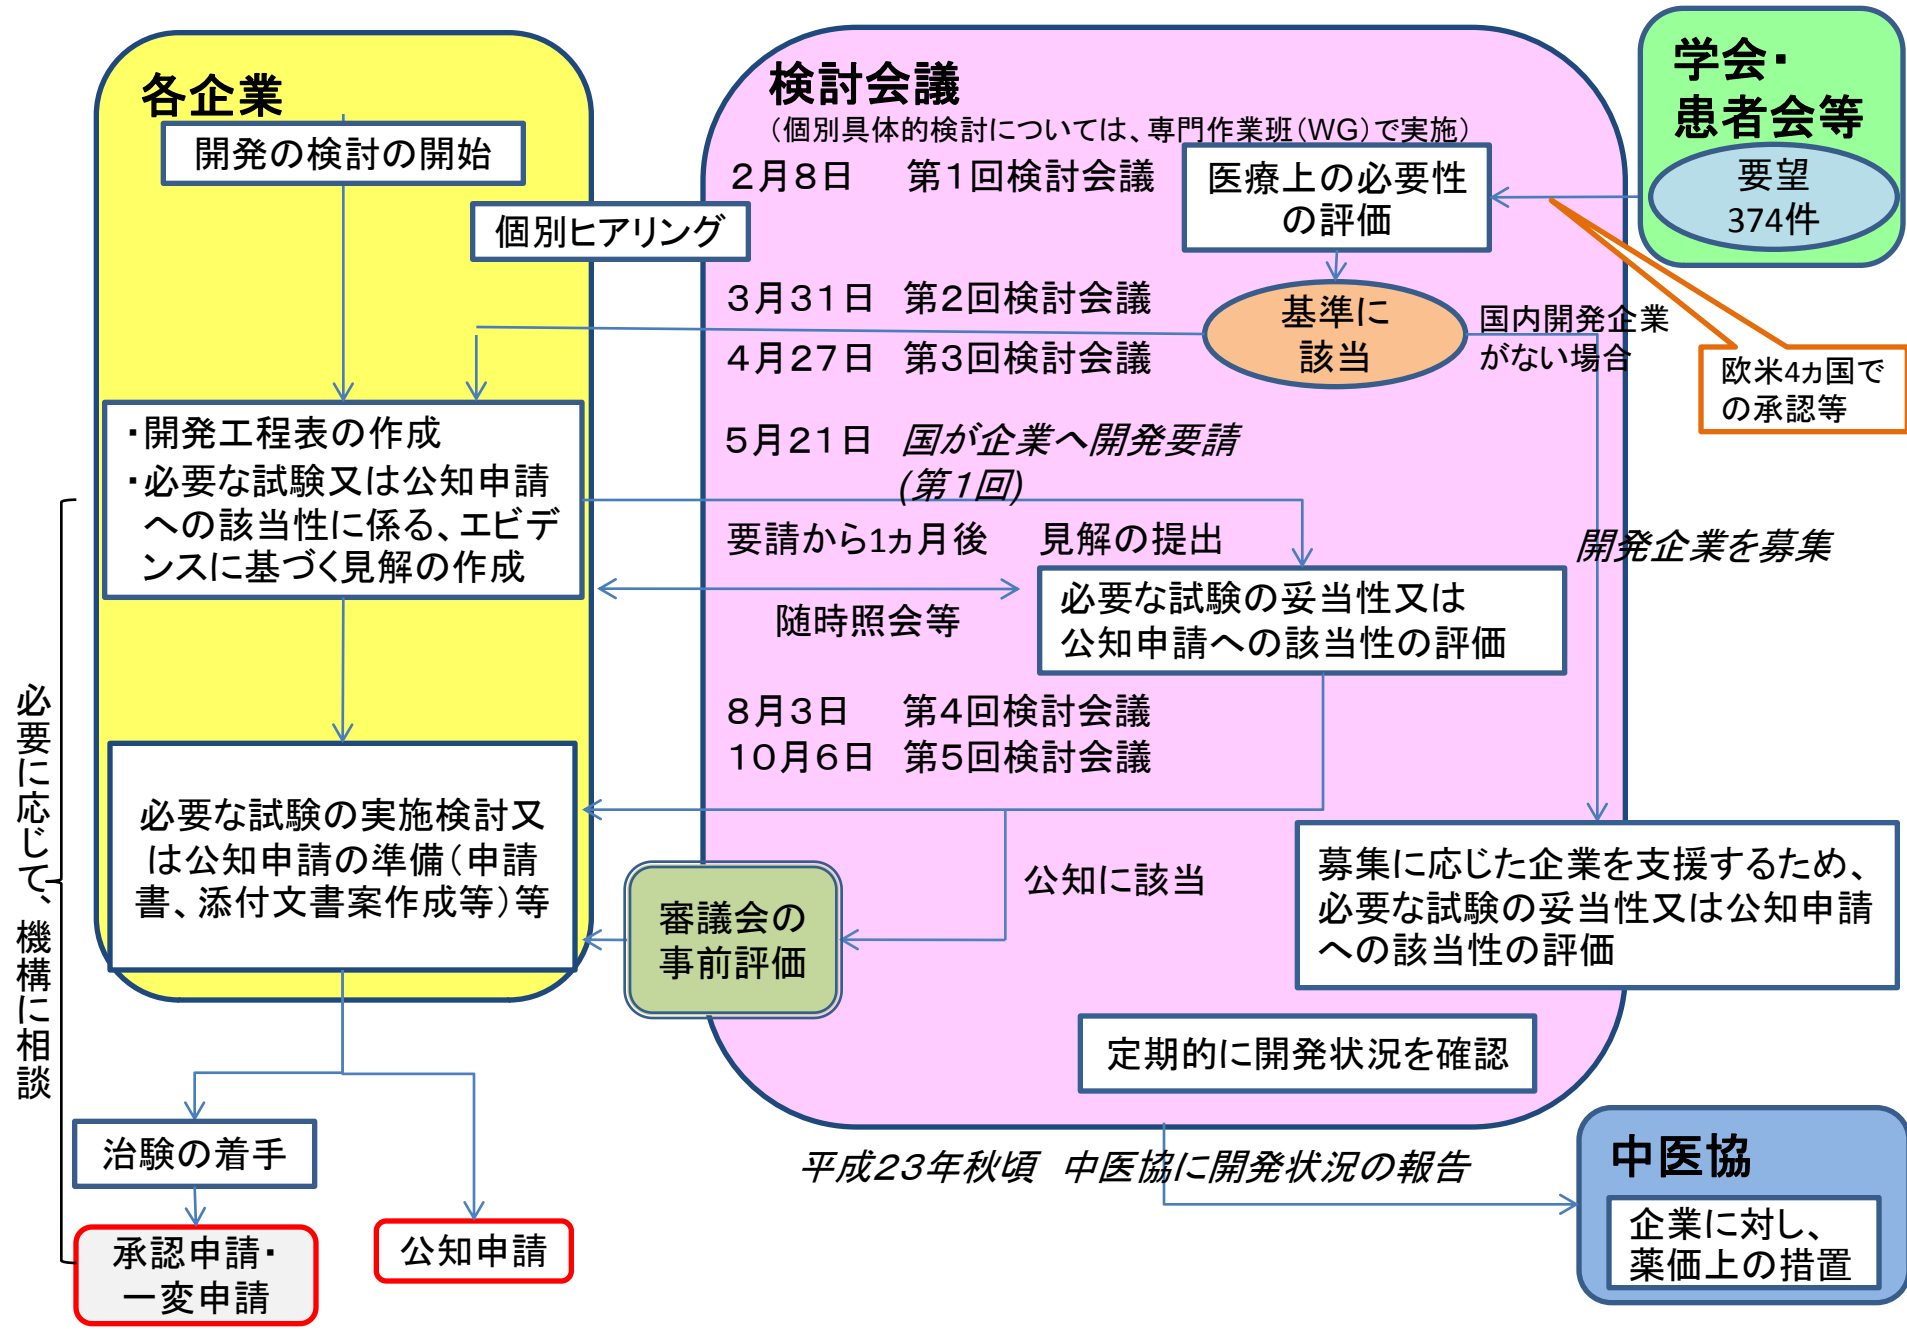 各企業
開発の検討の開始
個別ヒアリング
・開発工程表の作成
・必要な試験又は公知申請
への該当性に係る、エビデ
ンスに基づく見解の作成
必要な試験の実施検討又
は公知申請の準備（申請
書、添付文書案作成等）等
必要に応じて、機構に相談
治験の着手
承認申請・
一変申請
公知申請
検討会議
（個別具体的検討については、専門作業班（WG）で実施）
２月８日　第１回検討会議
医療上の必要性
の評価
３月３１日　第２回検討会議
基準に
該当
４月２７日　第３回検討会議
国内開発企業
がない場合
５月２１日　国が企業へ開発要請
（第１回）
要請から1ヵ月後　見解の提出
開発企業を募集
随時照会等
必要な試験の妥当性又は
公知申請への該当性の評価
８月３日　第４回検討会議
１０月６日　第５回検討会議
公知に該当
審議会の
事前評価
募集に応じた企業を支援するため、
必要な試験の妥当性又は公知申請
への該当性の評価
定期的に開発状況を確認
平成２３年秋頃　中医協に開発状況の報告
学会・
患者会等
要望
374件
欧米4ヵ国で
の承認等
中医協
企業に対し、
薬価上の措置